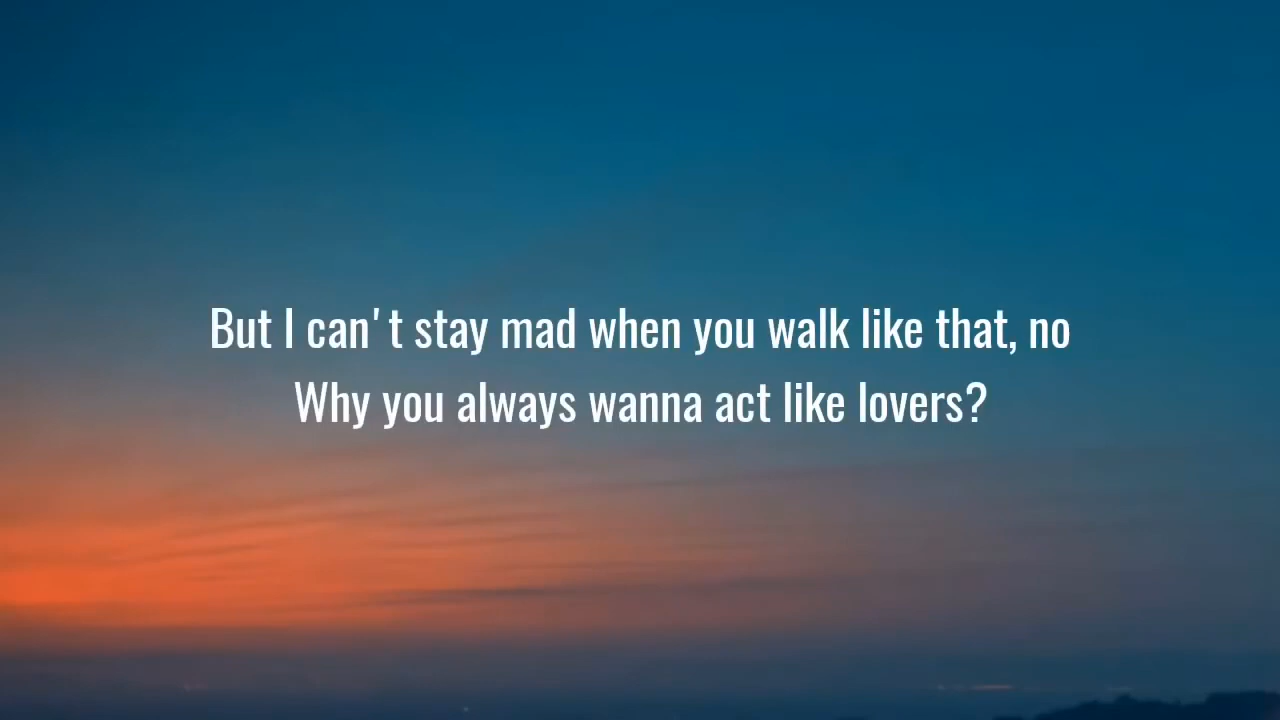 But I can't stay mad when you walk like that, no
Why you always wanna act like lovers?